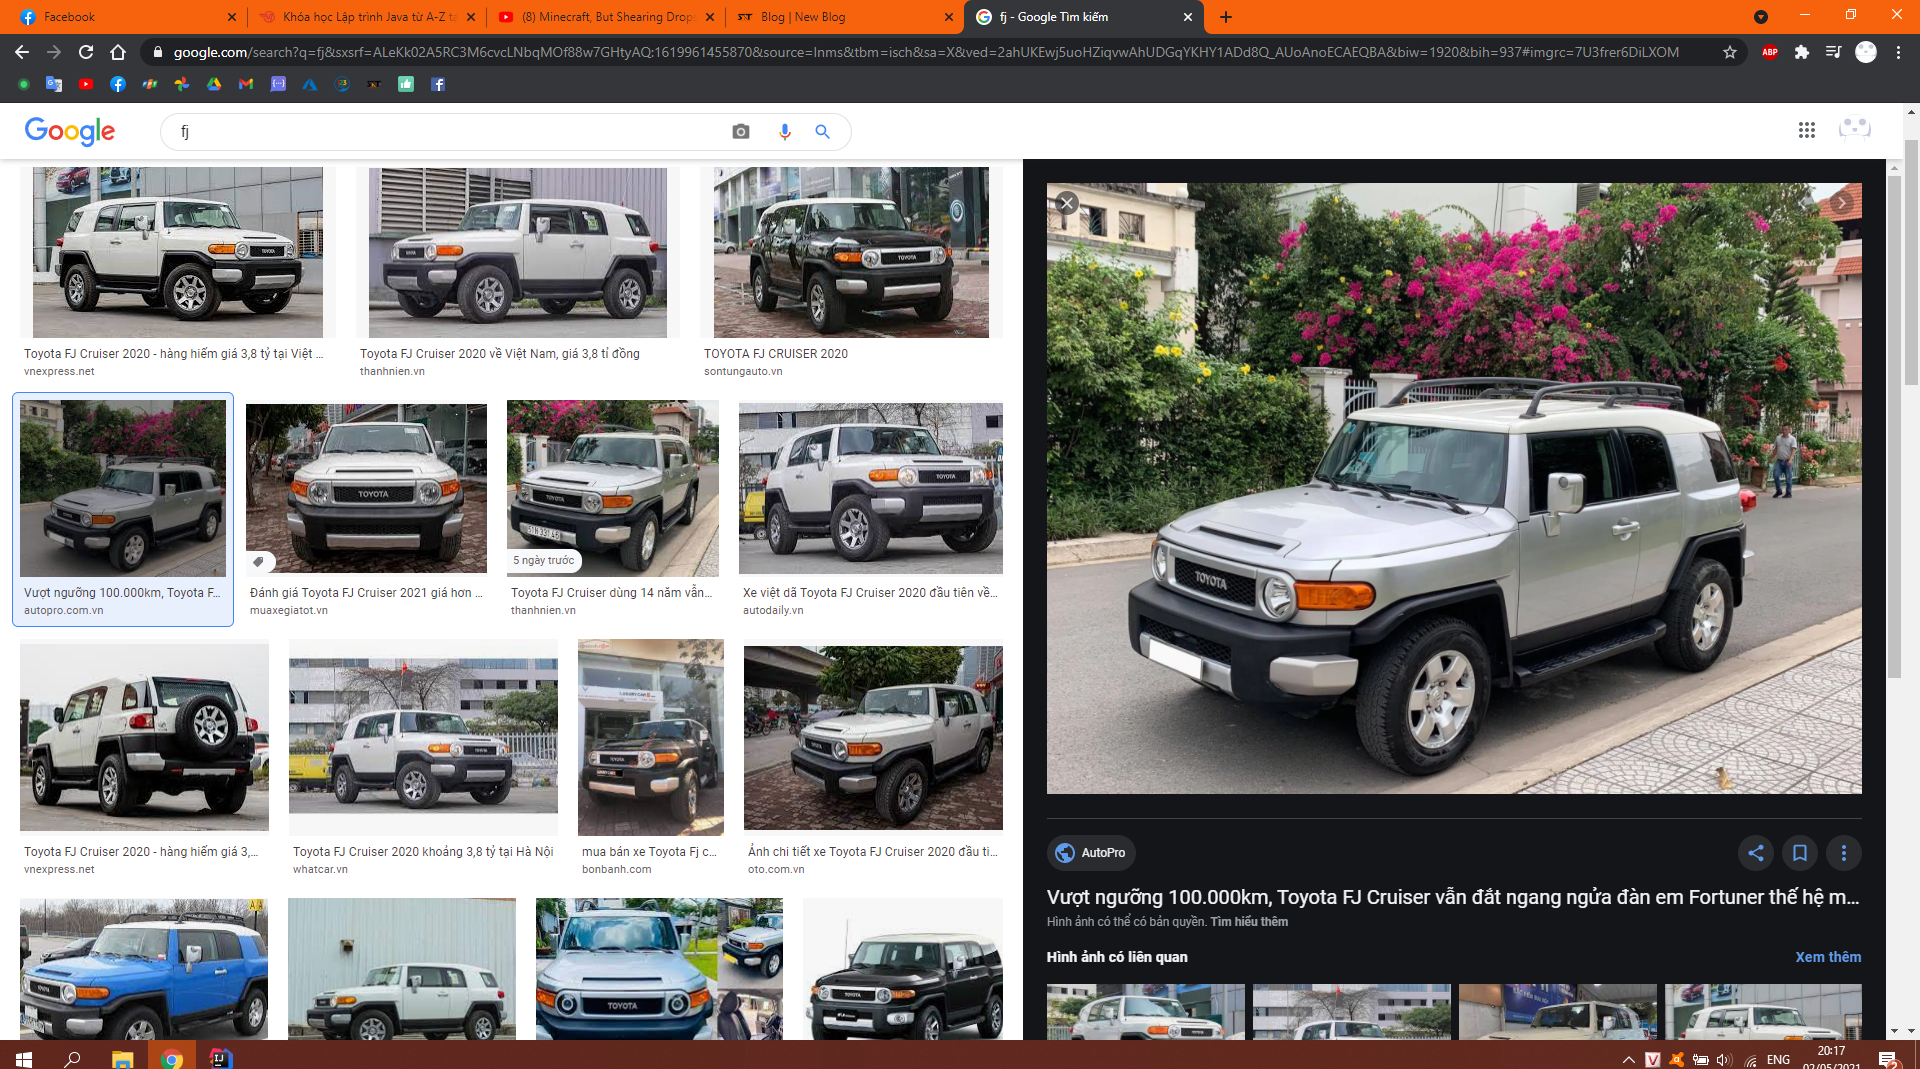 Facebook
Khóa học Lập trình Java từ A-Z tạ
(8) Minecraft, But Shearing Drops
Blog | New Blog
fj - Google Tìm kiếm
google.com/search?q=fj&sxsrf=ALeKk02A5RC3M6cvcLNbqMOf88w7GHtyAQ:1619961455870&source=lnms&tbm=isch&sa=X&ved=2ahUKEwj5uoHZiqvwAhUDGqYKHY1ADd8Q_AUoAnoECAEQBA&biw=1920&bih=937#imgrc=7U3frer6DiLXOM
ABP
Google
fj
Toyota FJ Cruiser 2020 - hàng hiếm giá 3,8 tỷ tại Việt ...
vnexpress.net
Toyota FJ Cruiser 2020 về Việt Nam, giá 3,8 tỉ đồng
thanhnien.vn
TOYOTA FJ CRUISER 2020
sontungauto.vn
TOYOTA
5 ngày trước
Vượt ngưỡng 100.000km, Toyota F...
autopro.com.vn
Đánh giá Toyota FJ Cruiser 2021 giá hơn ...
muaxegiatot.vn
Toyota FJ Cruiser dùng 14 năm vẫn...
thanhnien.vn
Xe việt dã Toyota FJ Cruiser 2020 đầu tiên về...
autodaily.vn
Toyota FJ Cruiser 2020 - hàng hiếm giá 3,...
vnexpress.net
Toyota FJ Cruiser 2020 khoảng 3,8 tỷ tại Hà Nội
whatcar.vn
mua bán xe Toyota Fj c...
bonbanh.com
Ảnh chi tiết xe Toyota FJ Cruiser 2020 đầu ti...
oto.com.vn
TOYOTA
TOYOTA
AutoPro
Vượt ngưỡng 100.000km, Toyota FJ Cruiser vẫn đắt ngang ngửa đàn em Fortuner thế hệ m...
Hình ảnh có thể có bản quyền. Tìm hiểu thêm
Hình ảnh có liên quan
Xem thêm
ENG
20:17
02/05/2021